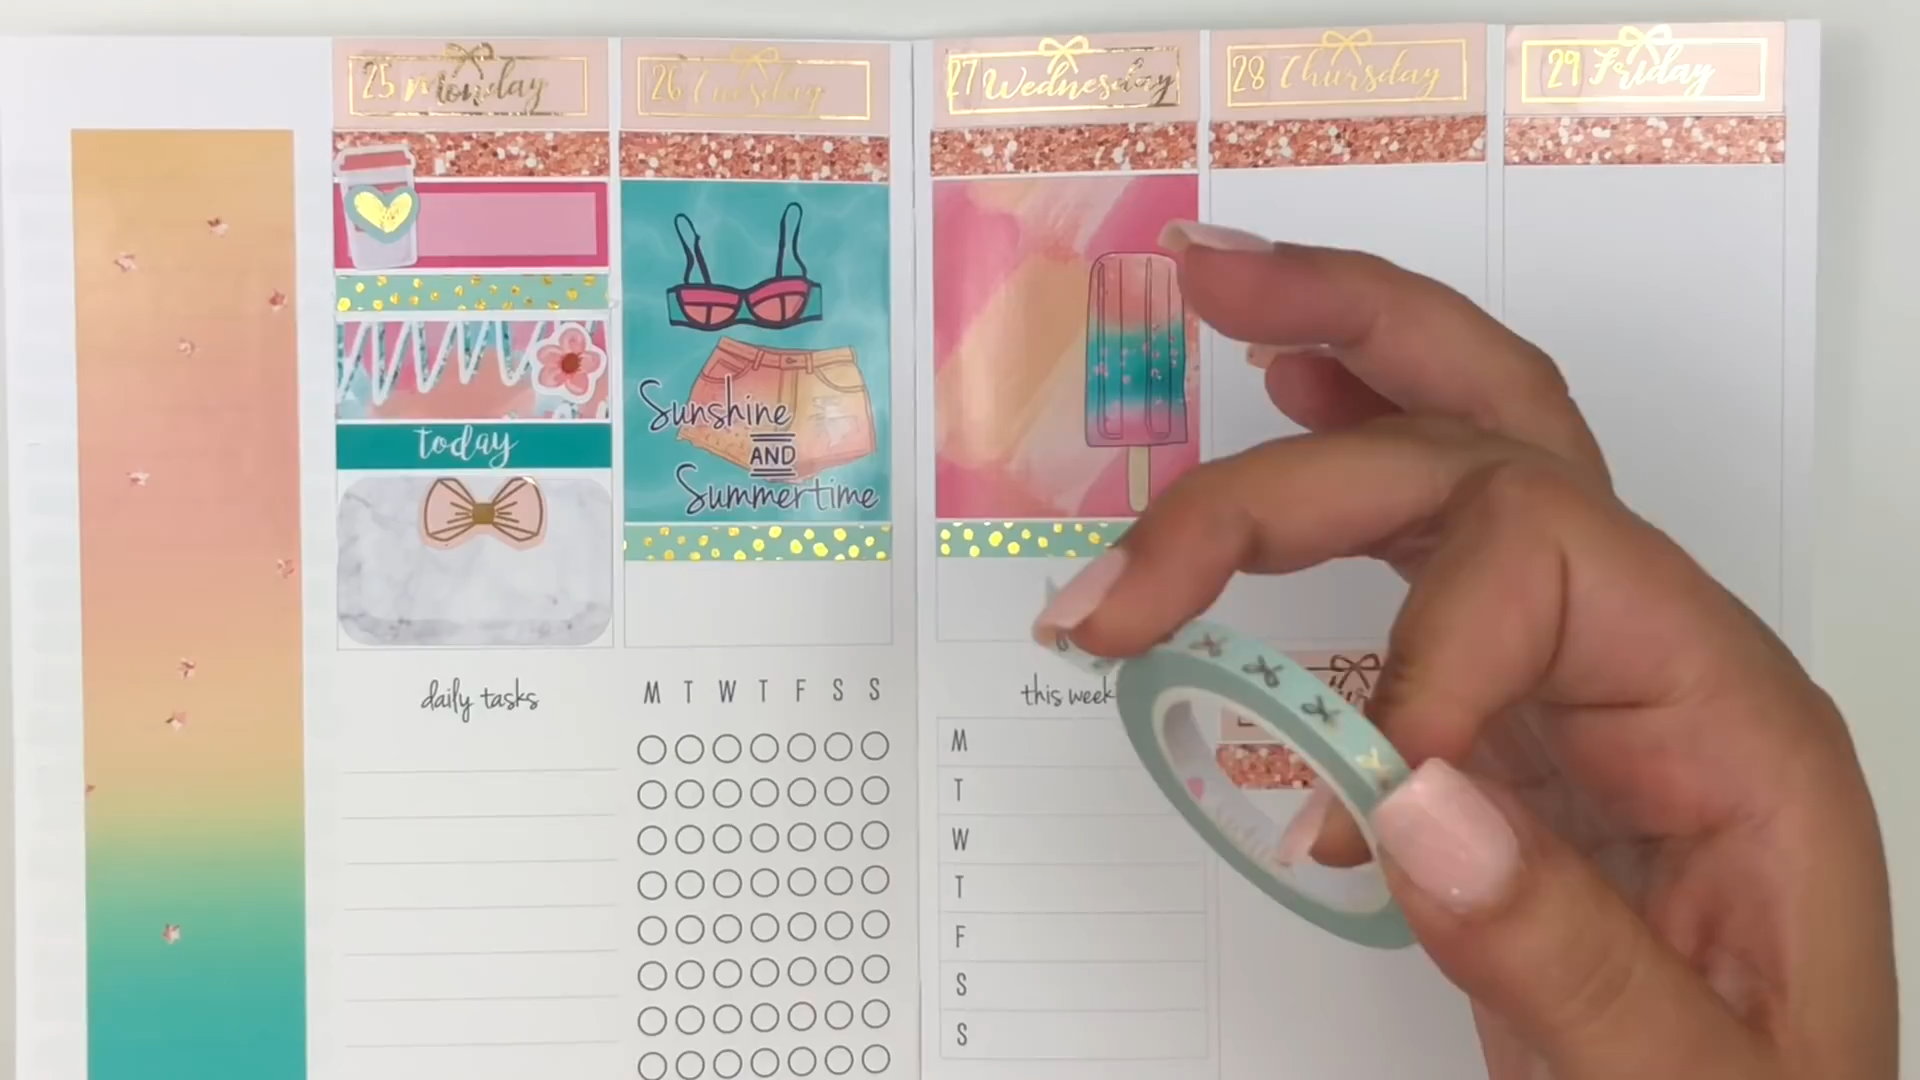 25 Monday
26 Tuesday
27 Wednesday
28 Thursday
29 Friday
today
Sunshine
AND
Summertime
daily tasks
M T W T F S S
this week
M
T
W
T
F
S
S